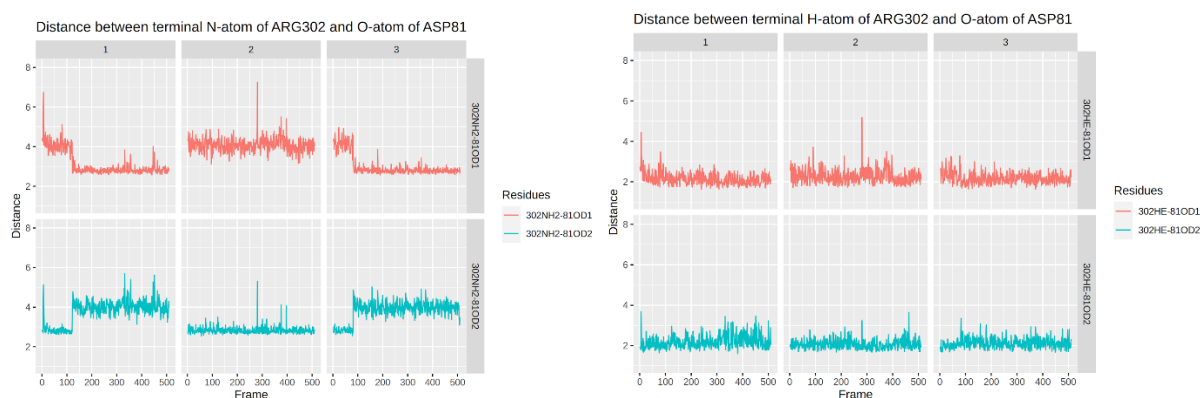 Distance between terminal N-atom of ARG302 and O-atom of ASP81
1 2 3
8
6
4
2
302NH2-81OD1
8
6
4
2
302NH2-81OD2
Distance
0 100 200 300 400 500 0 100 200 300 400 500 0 100 200 300 400 500
Frame
Residues
302NH2-81OD1
302NH2-81OD2
Distance between terminal H-atom of ARG302 and O-atom of ASP81
1 2 3
8
6
4
2
302HE-81OD1
8
6
4
2
302HE-81OD2
Distance
0 100 200 300 400 500 0 100 200 300 400 500 0 100 200 300 400 500
Frame
Residues
302HE-81OD1
302HE-81OD2